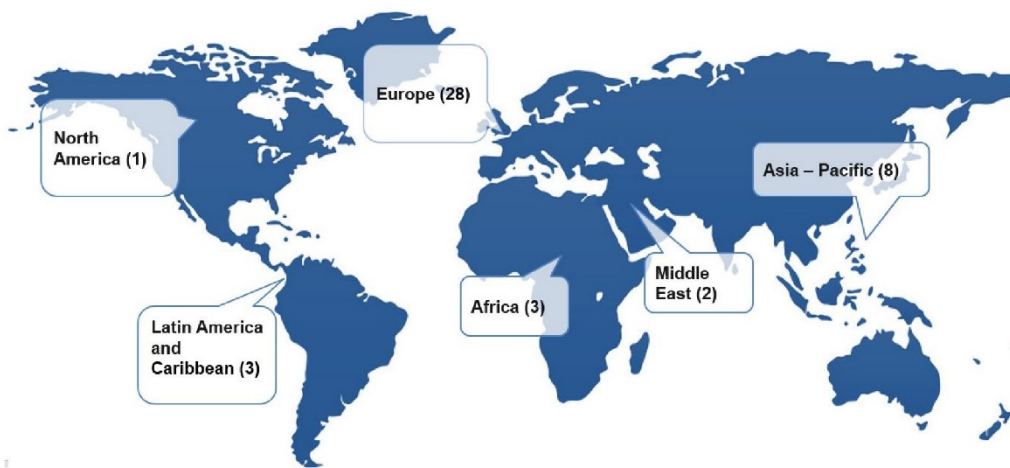 Europe (28)
North
America (1)
Asia – Pacific (8)
Middle
East (2)
Africa (3)
Latin America
and
Caribbean (3)